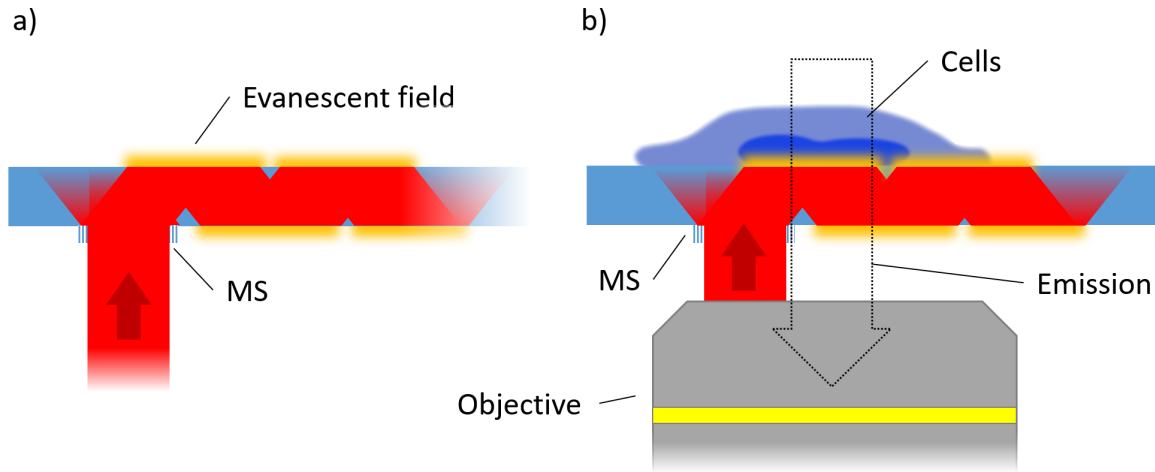 a)
Evanescent field
MS
b)
Cells
MS
Emission
Objective